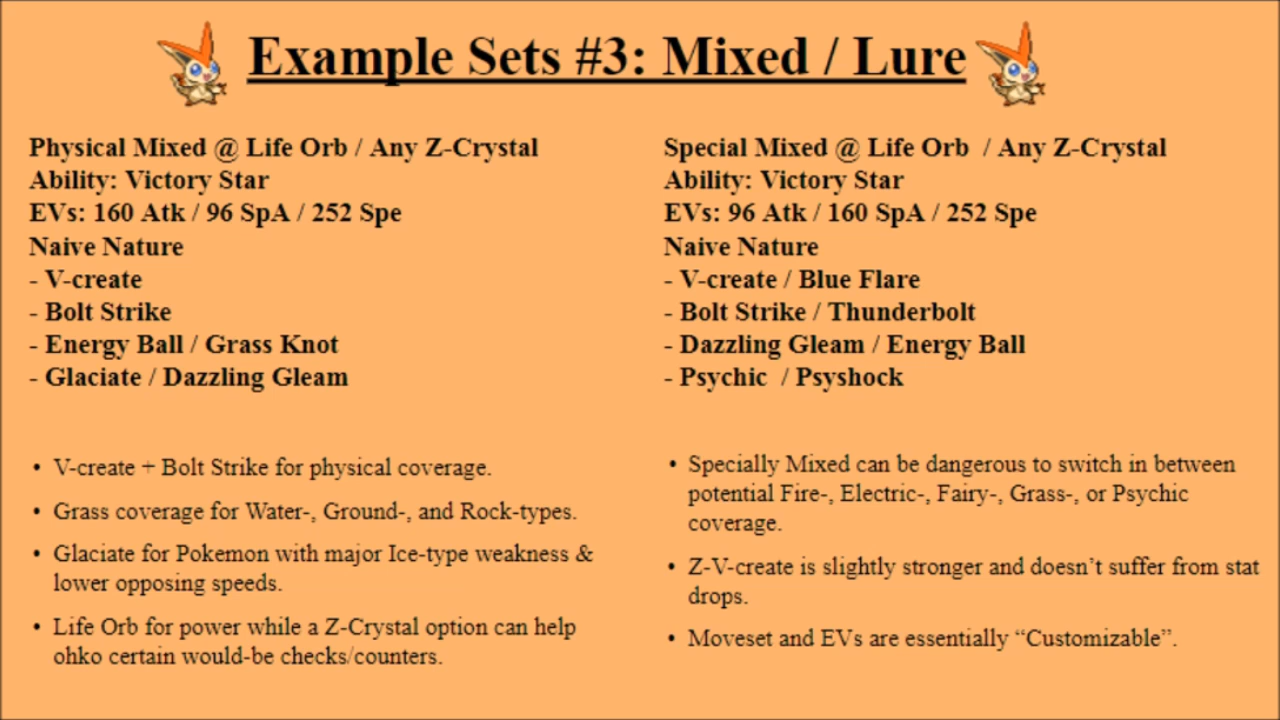 Example Sets #3: Mixed / Lure
Physical Mixed @ Life Orb / Any Z-Crystal
Ability: Victory Star
EVs: 160 Atk / 96 SpA / 252 Spe
Naive Nature
- V-create
- Bolt Strike
- Energy Ball / Grass Knot
- Glaciate / Dazzling Gleam
• V-create + Bolt Strike for physical coverage.
• Grass coverage for Water-, Ground-, and Rock-types.
• Glaciate for Pokemon with major Ice-type weakness &
lower opposing speeds.
• Life Orb for power while a Z-Crystal option can help
ohko certain would-be checks/counters.
Special Mixed @ Life Orb  / Any Z-Crystal
Ability: Victory Star
EVs: 96 Atk / 160 SpA / 252 Spe
Naive Nature
- V-create / Blue Flare
- Bolt Strike / Thunderbolt
- Dazzling Gleam / Energy Ball
- Psychic  / Psyshock
• Specially Mixed can be dangerous to switch in between
potential Fire-, Electric-, Fairy-, Grass-, or Psychic
coverage.
• Z-V-create is slightly stronger and doesn’t suffer from stat
drops.
• Moveset and EVs are essentially “Customizable”.